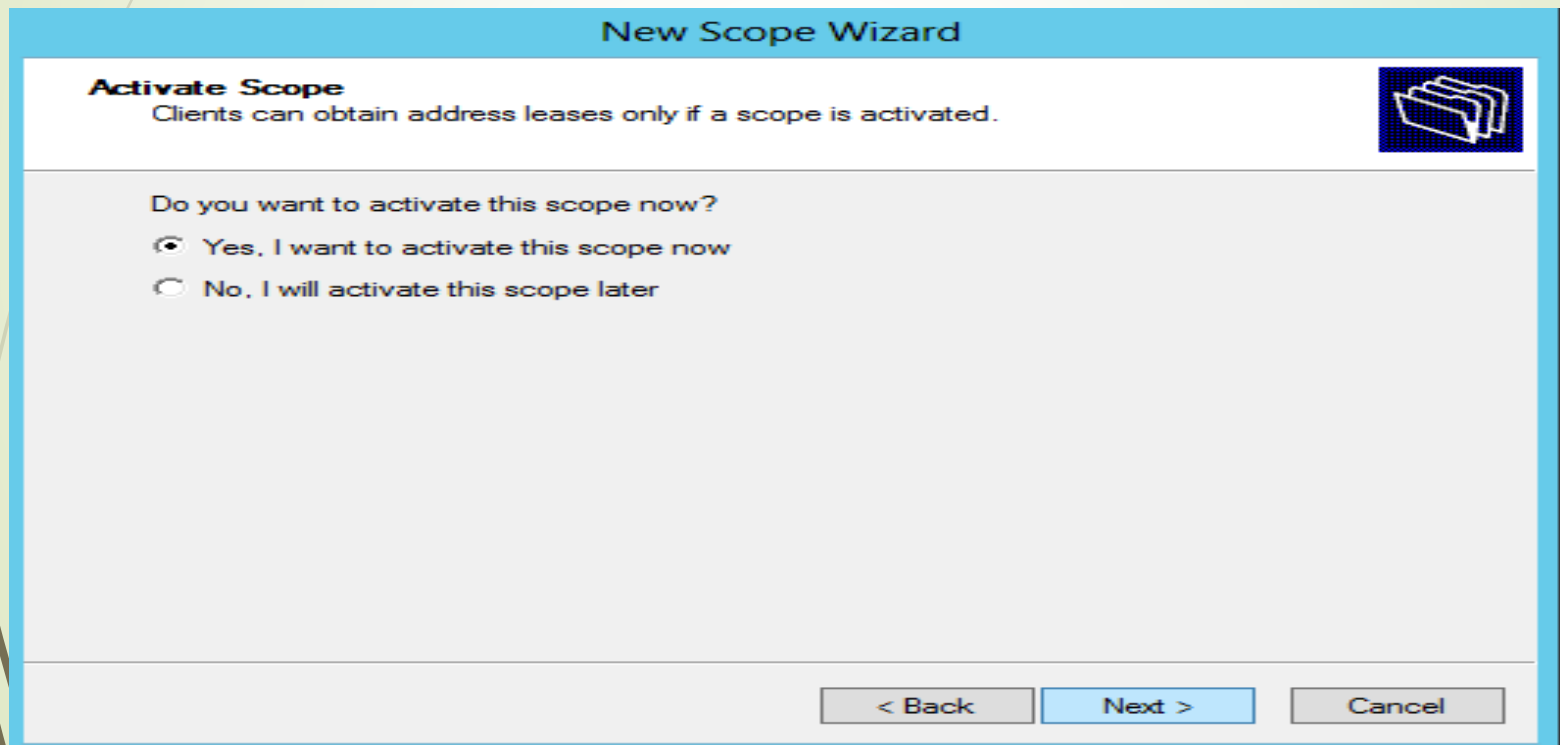 New Scope Wizard
Activate Scope
Clients can obtain address leases only if a scope is activated.
Do you want to activate this scope now?
Yes, I want to activate this scope now
No, I will activate this scope later
< Back Next > Cancel